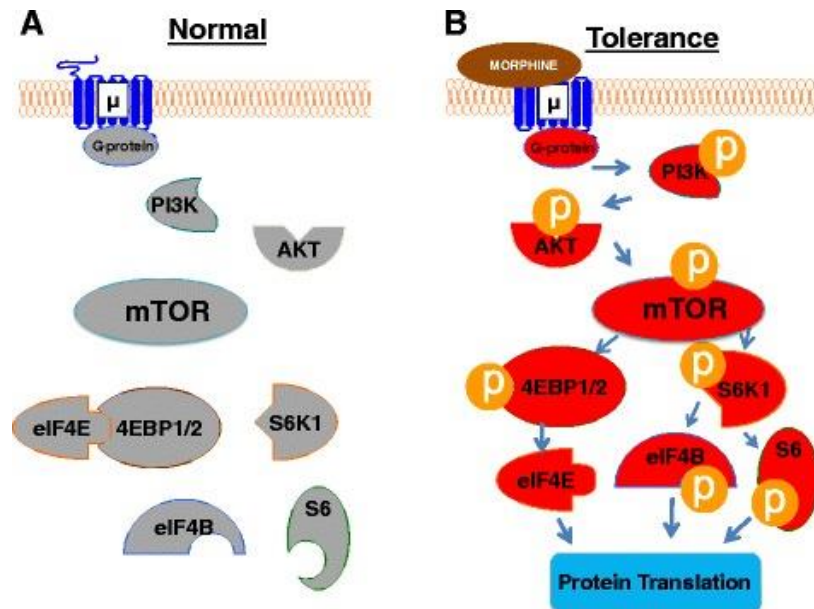 A
Normal
μ
G-protein
PI3K
AKT
mTOR
eIF4E
4EBP1/2
S6K1
eIF4B
S6
B
Tolerance
MORPHINE
μ
G-protein
p
PI3K
p
AKT
p
mTOR
p
4EBP1/2
p
S6K1
eIF4E
eIF4B
p
S6
p
Protein Translation